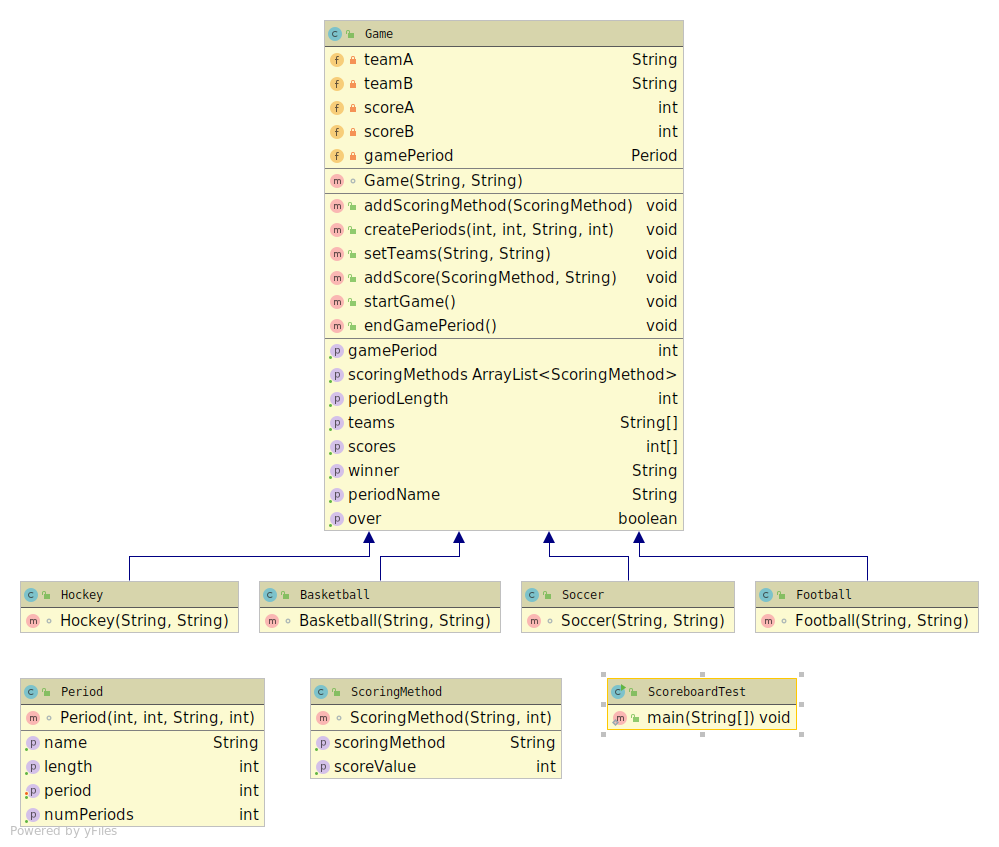 Game
teamA String
teamB String
scoreA int
scoreB int
gamePeriod Period
Game(String, String)
addScoringMethod(ScoringMethod) void
createPeriods(int, int, String, int) void
setTeams(String, String) void
addScore(ScoringMethod, String) void
startGame() void
endGamePeriod() void
gamePeriod int
scoringMethods ArrayList<ScoringMethod>
periodLength int
teams String[]
scores int[]
winner String
periodName String
over boolean
Hockey
Hockey(String, String)
Basketball
Basketball(String, String)
Soccer
Soccer(String, String)
Football
Football(String, String)
Period
Period(int, int, String, int)
name String
length int
period int
numPeriods int
ScoringMethod
ScoringMethod(String, int)
scoringMethod String
scoreValue int
ScoreboardTest
main(String[]) void
Powered by yFiles